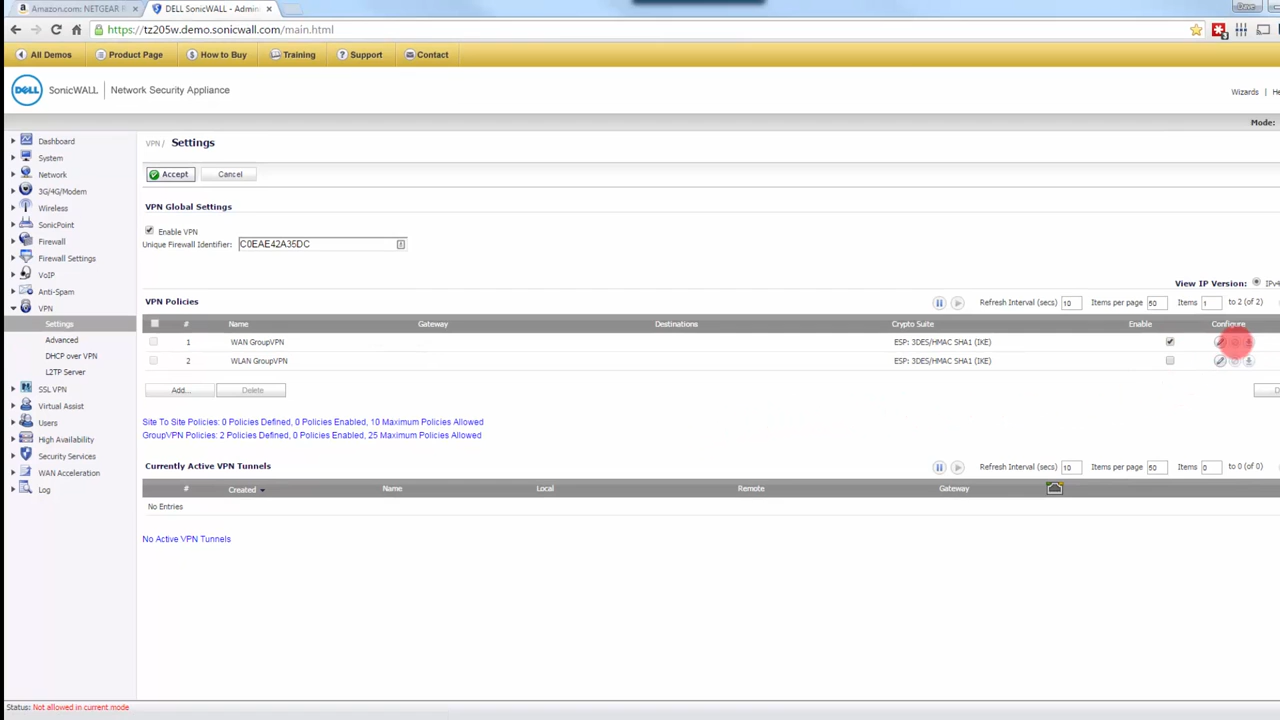 Amazon.com: NETGEAR R
DELL SonicWALL - Admin
Dave
https://tz205w.demo.sonicwall.com/main.html
All Demos
Product Page
How to Buy
Training
Support
Contact
DELL
SonicWALL
Network Security Appliance
Wizards
He
Mode:
Dashboard
System
Network
3G/4G/Modem
Wireless
SonicPoint
Firewall
Firewall Settings
VoIP
Anti-Spam
VPN
Settings
Advanced
DHCP over VPN
L2TP Server
SSL VPN
Virtual Assist
Users
High Availability
Security Services
WAN Acceleration
Log
VPN / Settings
Accept
Cancel
VPN Global Settings
Enable VPN
Unique Firewall Identifier: C0EAE42A35DC
View IP Version: IPv4
VPN Policies
Refresh Interval (secs) 10 Items per page 50 Items 1 to 2 (of 2)
# Name Gateway Destinations Crypto Suite Enable Configure
1 WAN GroupVPN ESP: 3DES/HMAC SHA1 (IKE)
2 WLAN GroupVPN ESP: 3DES/HMAC SHA1 (IKE)
Add...
Delete
D
Site To Site Policies: 0 Policies Defined, 0 Policies Enabled, 10 Maximum Policies Allowed
GroupVPN Policies: 2 Policies Defined, 0 Policies Enabled, 25 Maximum Policies Allowed
Currently Active VPN Tunnels
Refresh Interval (secs) 10 Items per page 50 Items 0 to 0 (of 0)
# Created Name Local Remote Gateway
No Entries
No Active VPN Tunnels
Status: Not allowed in current mode